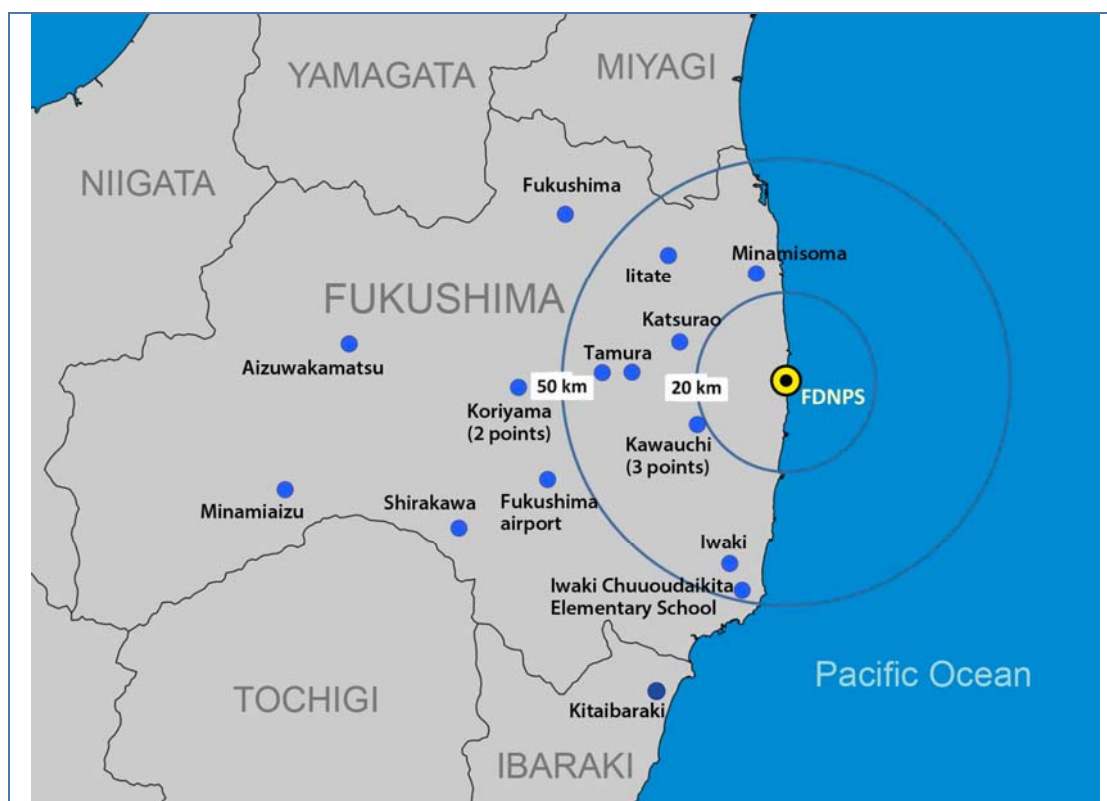 YAMAGATA
MIYAGI
NIIGATA
Fukushima
Iitate
Minamisoma
FUKUSHIMA
Katsurao
Aizuwakamatsu
Tamura
50 km
20 km
FDNPS
Koriyama
(2 points)
Kawauchi
(3 points)
Minamiaizu
Shirakawa
Fukushima
airport
Iwaki
Iwaki Chuuoudaikita
Elementary School
Pacific Ocean
TOCHIGI
Kitaibaraki
IBARAKI